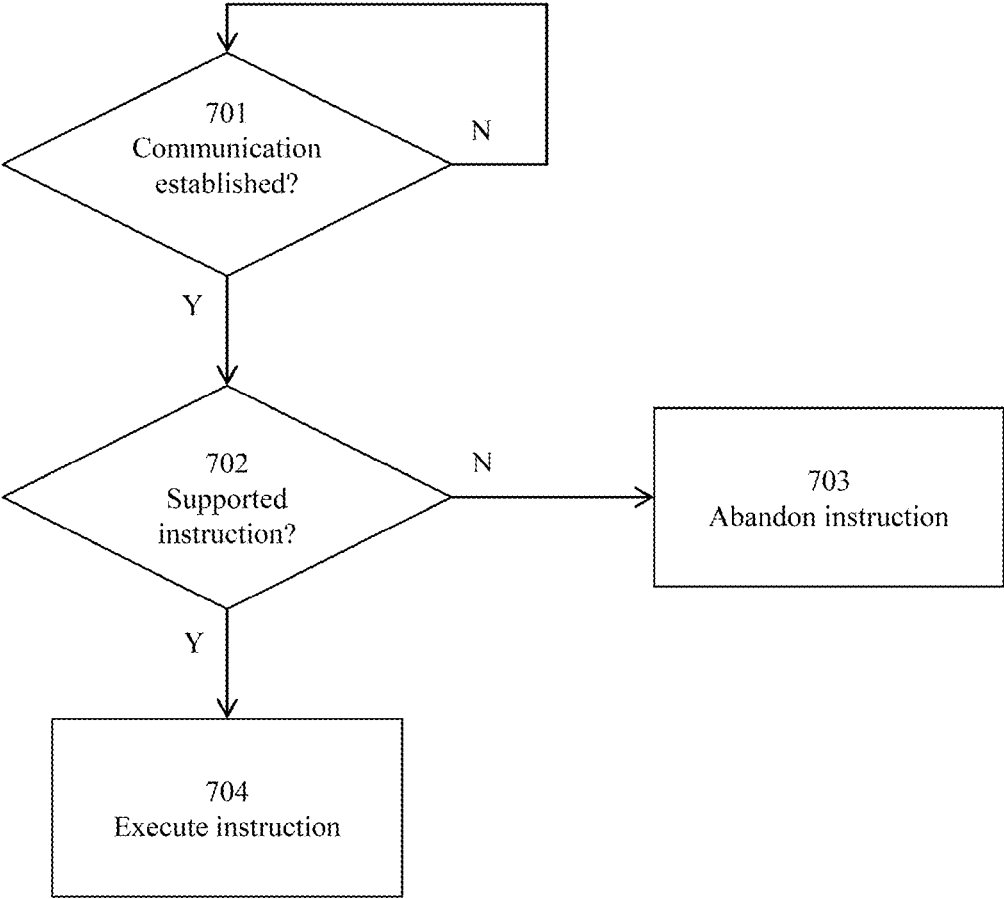 701
Communication
established?
N
Y
702
Supported
instruction?
N
703
Abandon instruction
Y
704
Execute instruction